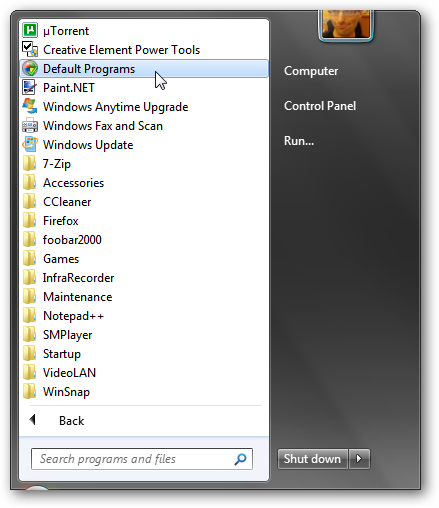 µTorrent
Creative Element Power Tools
Default Programs
Paint.NET
Windows Anytime Upgrade
Windows Fax and Scan
Windows Update
7-Zip
Accessories
CCleaner
Firefox
foobar2000
Games
InfraRecorder
Maintenance
Notepad++
SMPlayer
Startup
VideoLAN
WinSnap
Back
Search programs and files
Computer
Control Panel
Run...
Shut down